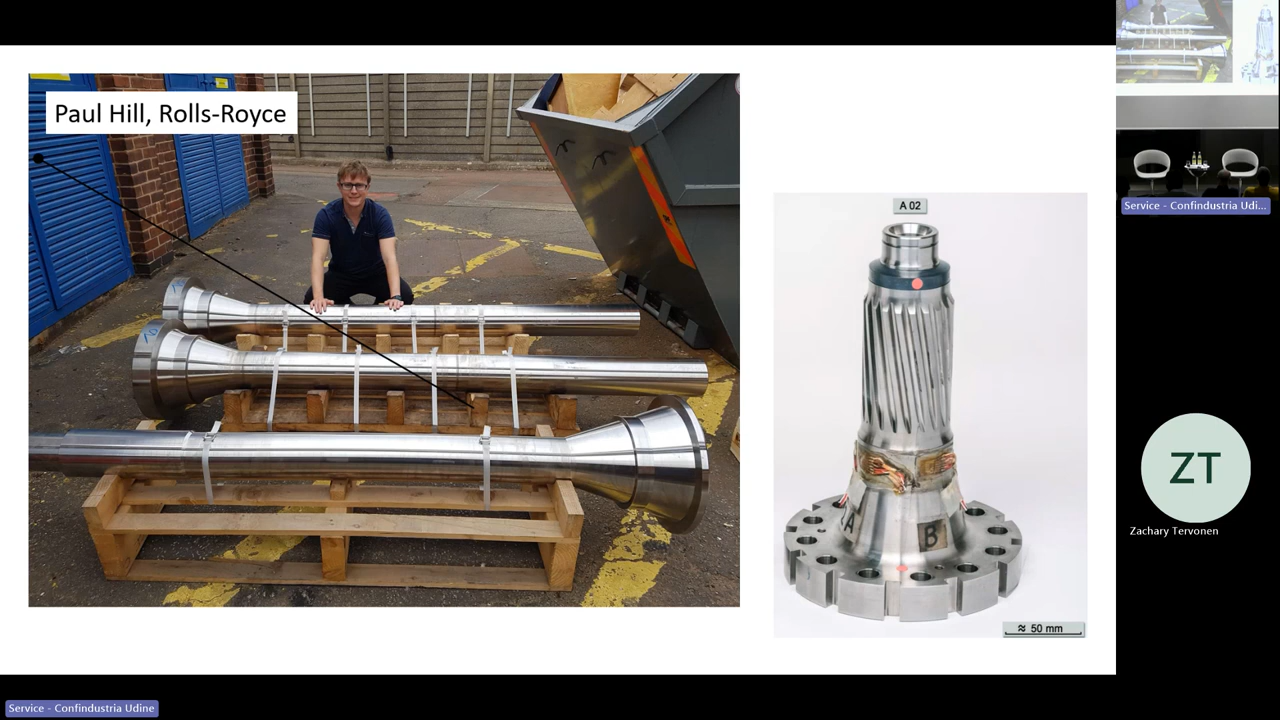 Paul Hill, Rolls-Royce
A 02
A
B
≈ 50 mm
Service - Confindustria Udi...
ZT
Zachary Tervonen
Service - Confindustria Udine